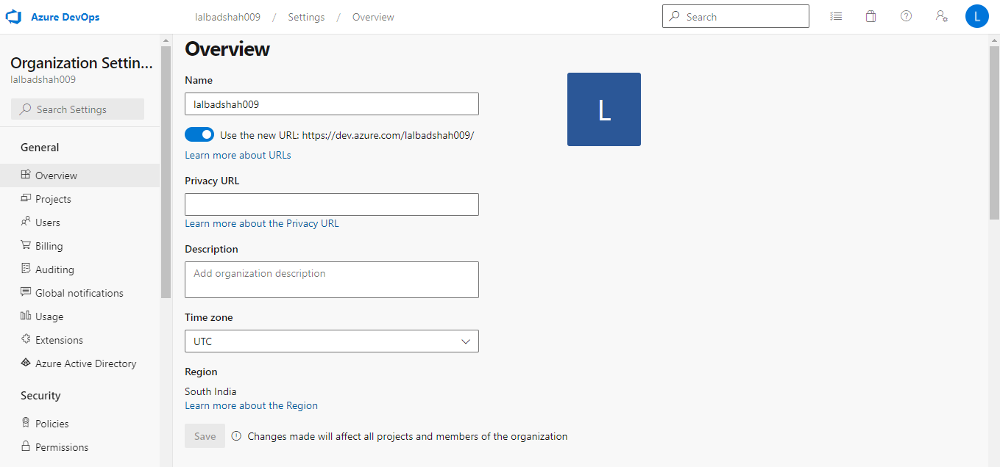 Azure DevOps
lalbadshah009 / Settings / Overview
Search
L
Organization Settin...
lalbadshah009
Search Settings
General
Overview
Projects
Users
Billing
Auditing
Global notifications
Usage
Extensions
Azure Active Directory
Security
Policies
Permissions
Overview
Name
lalbadshah009
L
Use the new URL: https://dev.azure.com/lalbadshah009/
Learn more about URLs
Privacy URL
Learn more about the Privacy URL
Description
Add organization description
Time zone
UTC
Region
South India
Learn more about the Region
Save
Changes made will affect all projects and members of the organization